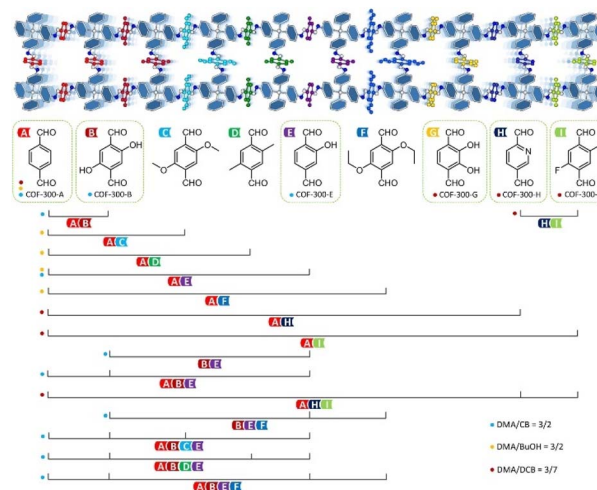 A B C D E F G H I
CHO CHO CHO CHO CHO CHO CHO CHO CHO
OH OH OH
O O OH N
HO O O F
CHO CHO CHO CHO CHO CHO CHO CHO CHO
COF-300-A COF-300-B COF-300-E COF-300-G COF-300-H COF-300-
A B H I
A C
A D
A E
A F
A H
A I
B E
A B E
A H I
B E F
DMA/CB = 3/2
A B C E
DMA/BuOH = 3/2
A B D E
DMA/DCB = 3/7
A B E F